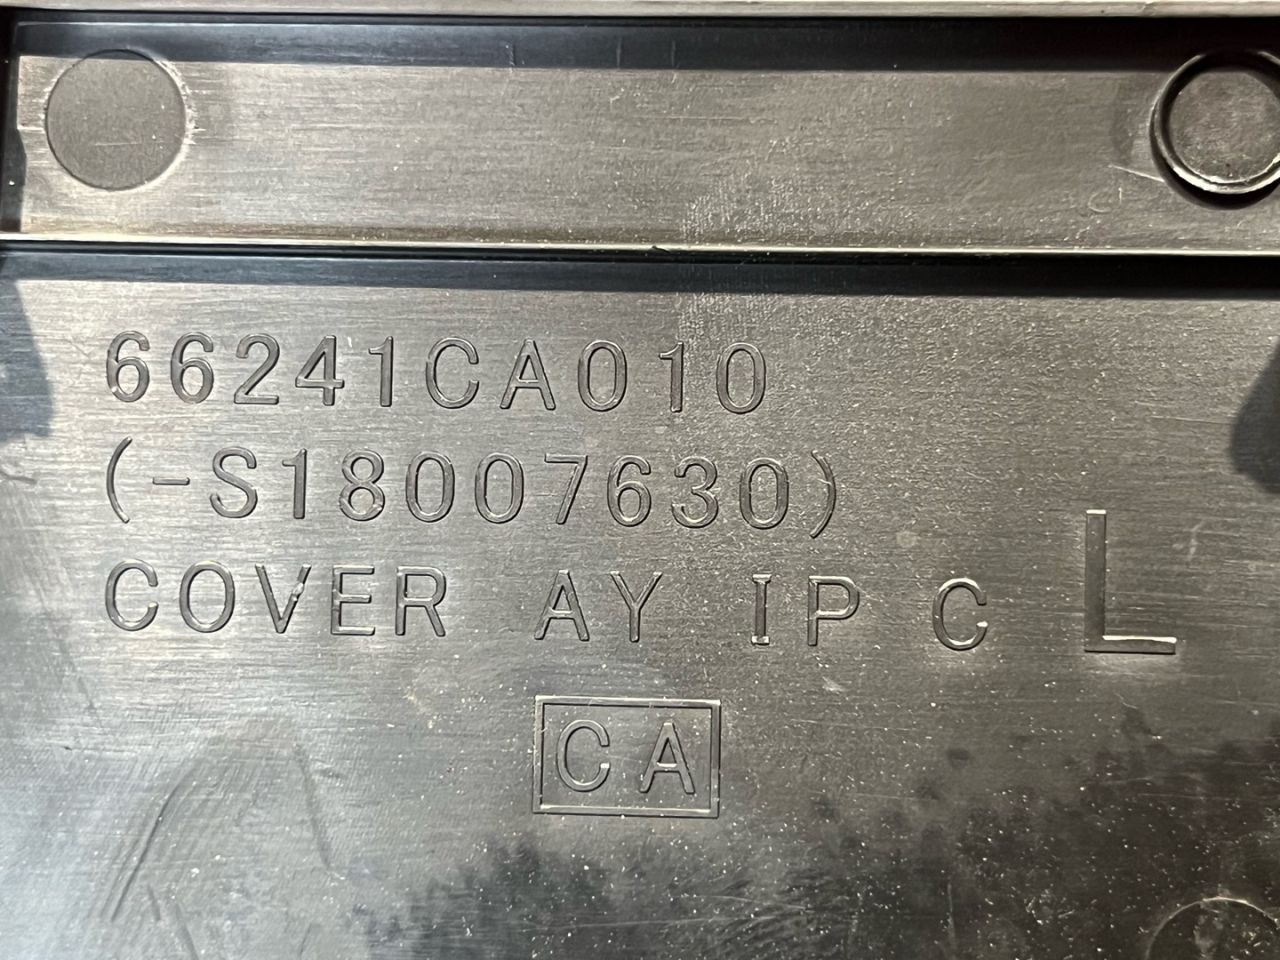 66241CA010
(-S18007630)
COVER AY IP C L
CA